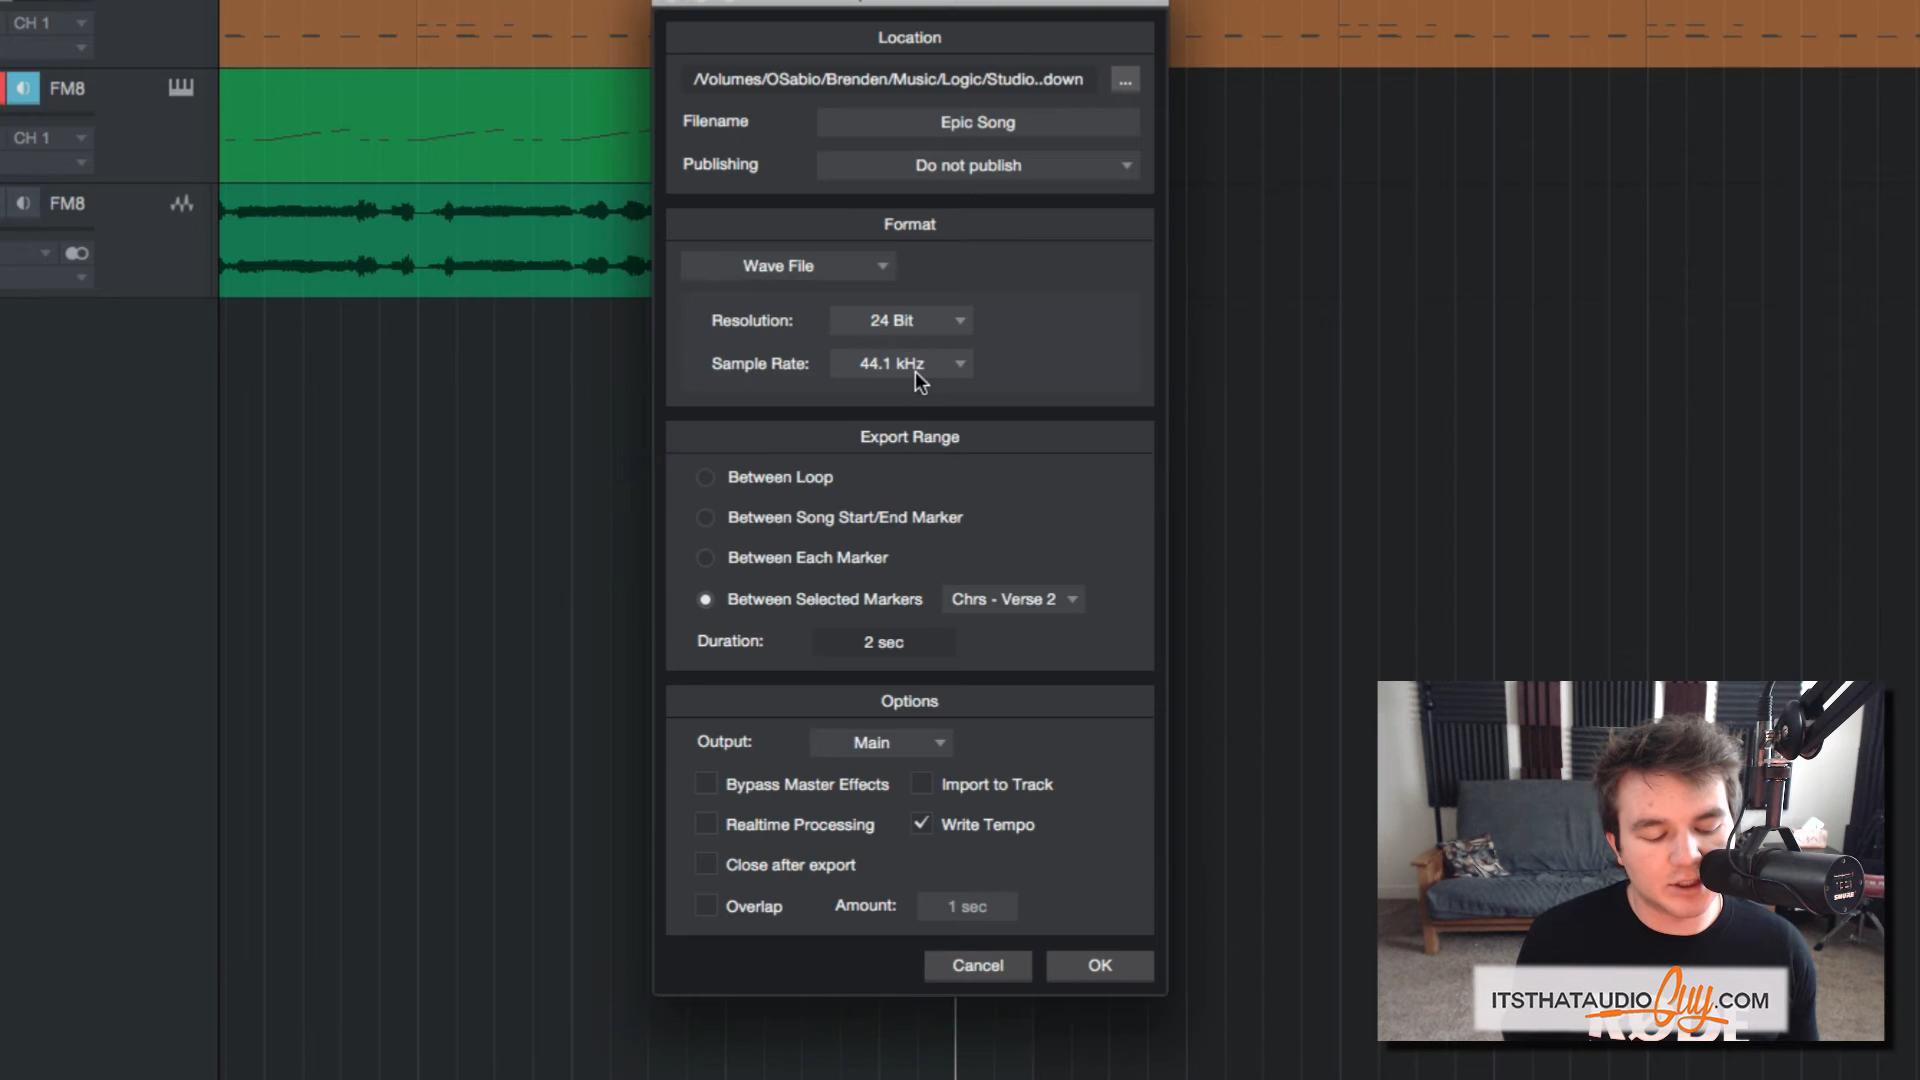 CH 1
FM8
CH 1
FM8
Location
/Volumes/OSabio/Brenden/Music/Logic/Studio..down
...
Filename
Epic Song
Publishing
Do not publish
Format
Wave File
Resolution:
24 Bit
Sample Rate:
44.1 kHz
Export Range
Between Loop
Between Song Start/End Marker
Between Each Marker
Between Selected Markers
Chrs - Verse 2
Duration:
2 sec
Options
Output:
Main
Bypass Master Effects
Import to Track
Realtime Processing
Write Tempo
Close after export
Overlap
Amount:
1 sec
Cancel
OK
SHURE
ITSTHATAUDIOGuy.COM
RØDE